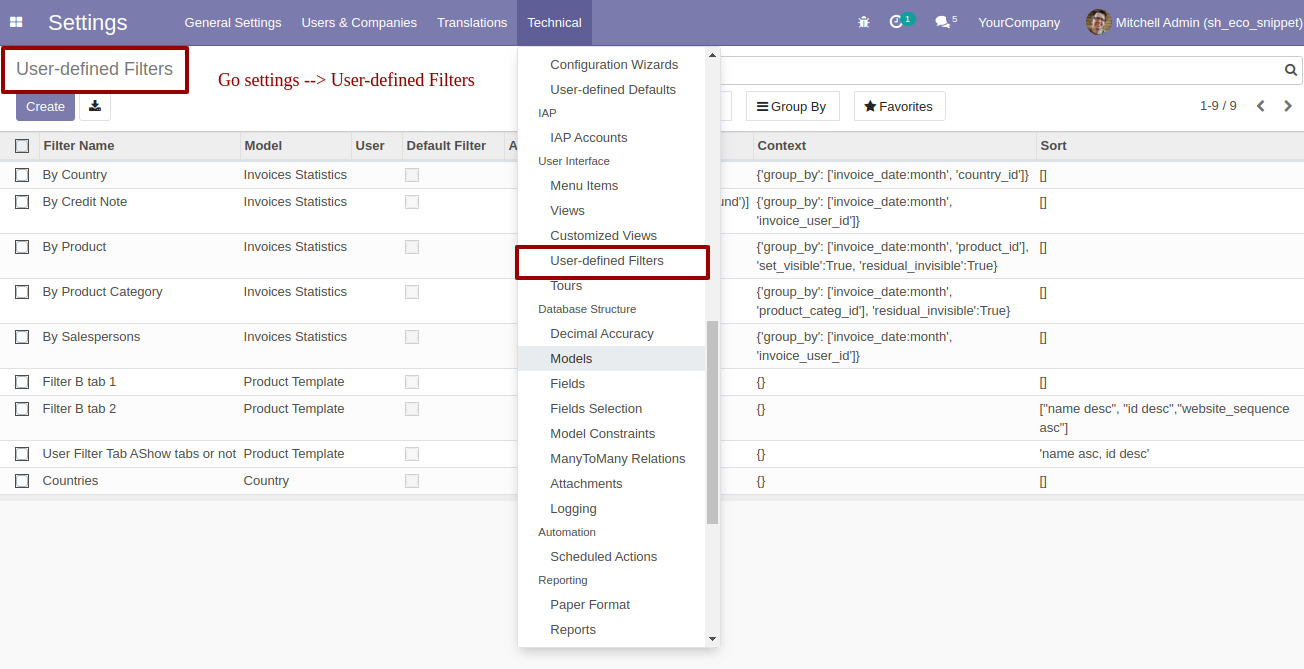 Settings
General Settings
Users & Companies
Translations
Technical
1
5
YourCompany
Mitchell Admin (sh_eco_snippet)
User-defined Filters
Go settings --> User-defined Filters
Create
Group By
Favorites
1-9 / 9
Configuration Wizards
User-defined Defaults
IAP
IAP Accounts
User Interface
Menu Items
Views
Customized Views
User-defined Filters
Tours
Database Structure
Decimal Accuracy
Models
Fields
Fields Selection
Model Constraints
ManyToMany Relations
Attachments
Logging
Automation
Scheduled Actions
Reporting
Paper Format
Reports
Filter Name Model User Default Filter A Context Sort
By Country Invoices Statistics {'group_by': ['invoice_date:month', 'country_id']} []
By Credit Note Invoices Statistics und')] {'group_by': ['invoice_date:month', []
'invoice_user_id']}
By Product Invoices Statistics {'group_by': ['invoice_date:month', 'product_id'], []
'set_visible':True, 'residual_invisible':True}
By Product Category Invoices Statistics {'group_by': ['invoice_date:month', []
'product_categ_id'], 'residual_invisible':True}
By Salespersons Invoices Statistics {'group_by': ['invoice_date:month', []
'invoice_user_id']}
Filter B tab 1 Product Template {} []
Filter B tab 2 Product Template {} ["name desc", "id desc","website_sequence
asc"]
User Filter Tab AShow tabs or not Product Template {} 'name asc, id desc'
Countries Country {} []